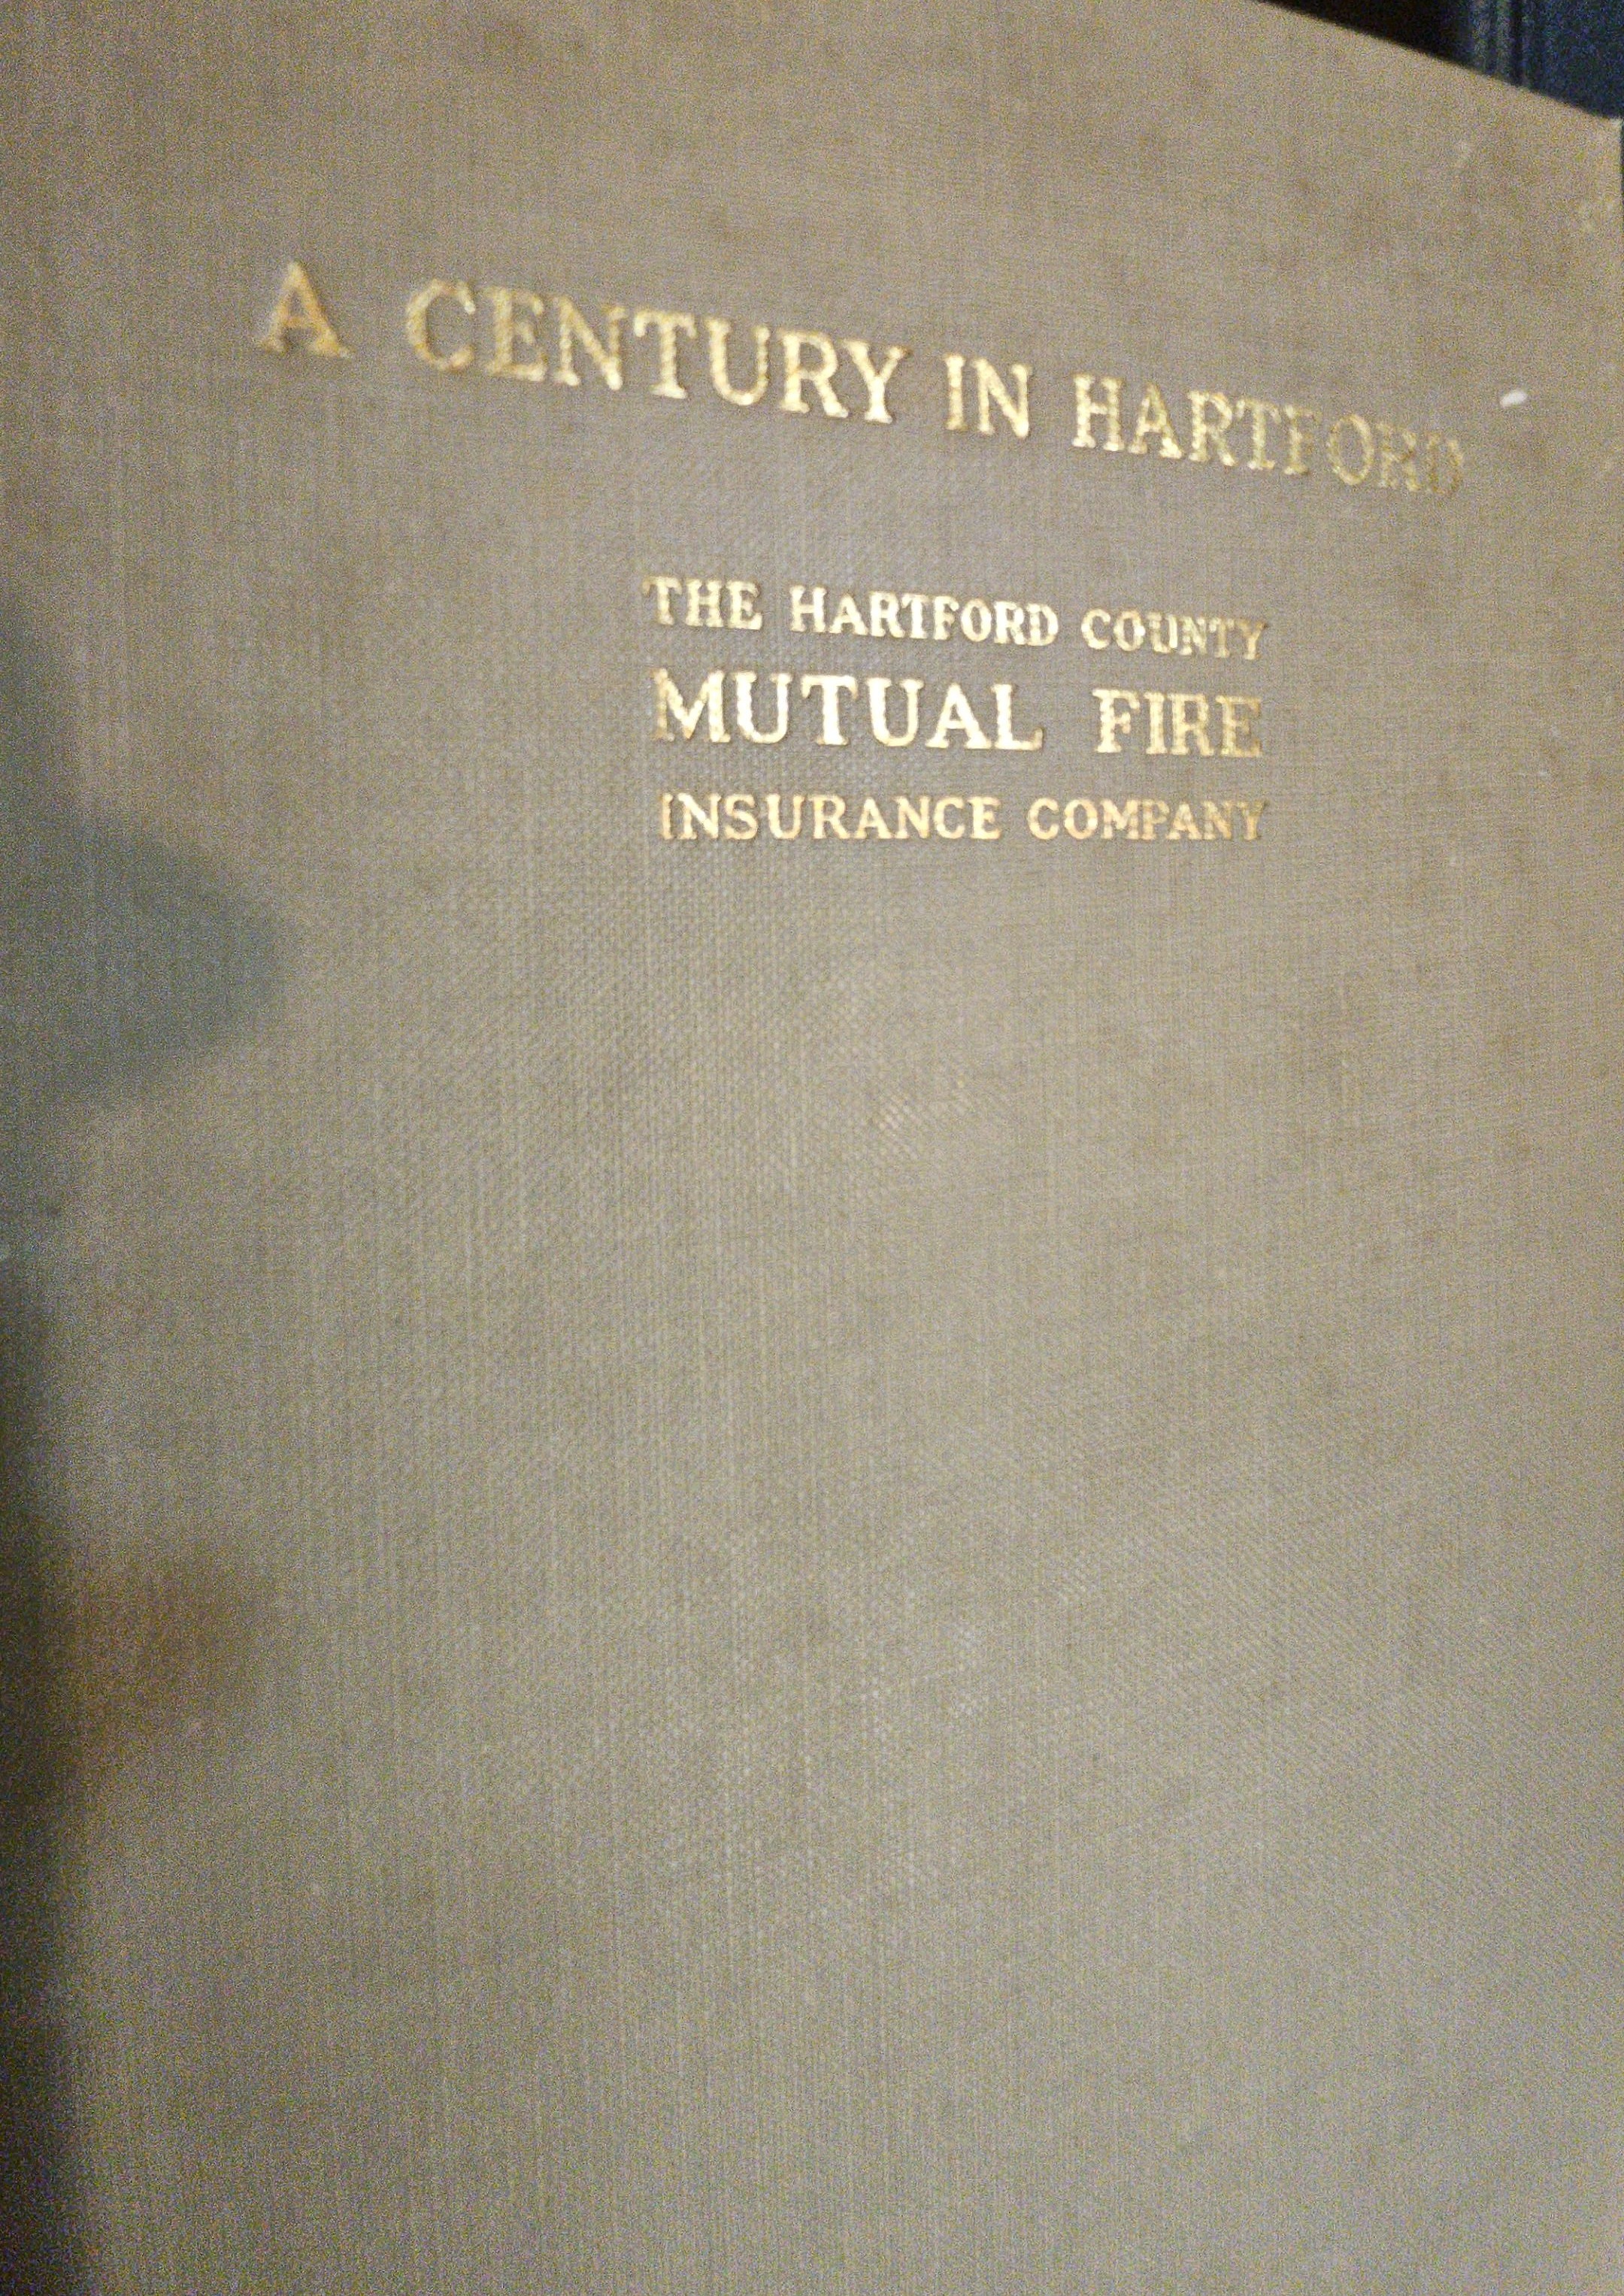 A CENTURY IN HARTFORD
THE HARTFORD COUNTY
MUTUAL FIRE
INSURANCE COMPANY